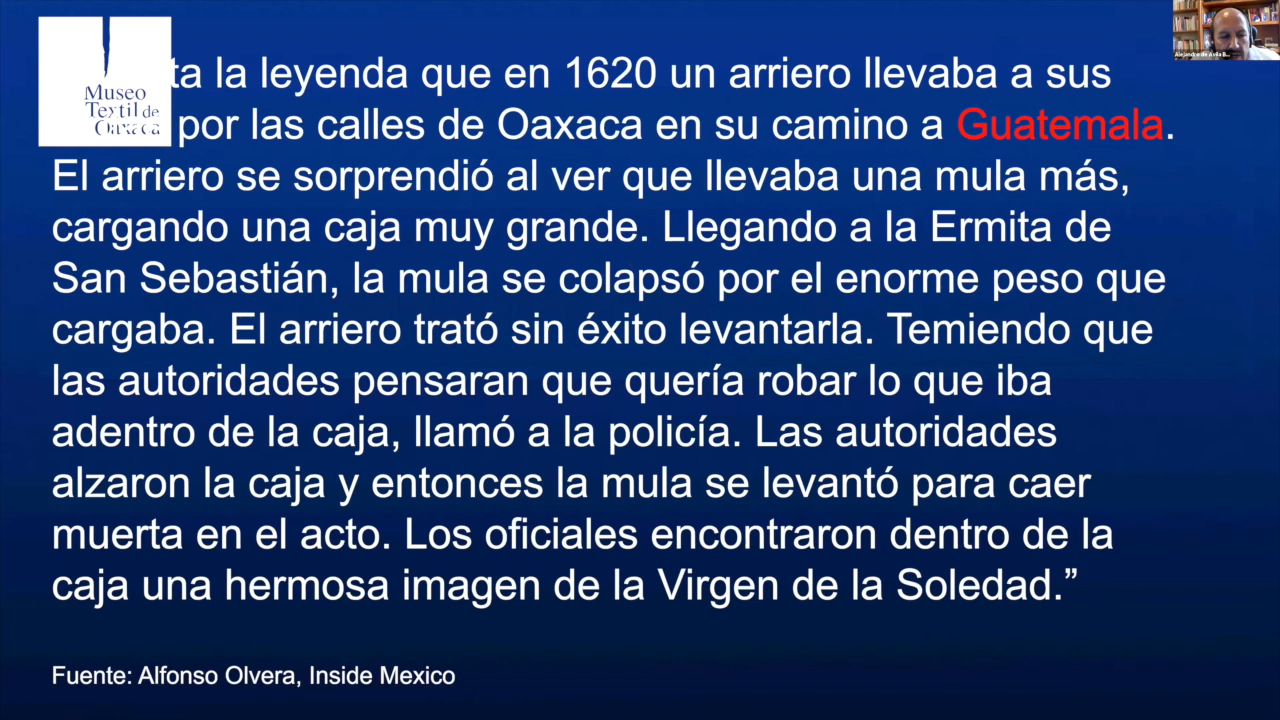 Museo
Textil de
Oaxaca
Alejandro de Avila B...
la leyenda que en 1620 un arriero llevaba a sus
por las calles de Oaxaca en su camino a Guatemala.
El arriero se sorprendió al ver que llevaba una mula más,
cargando una caja muy grande. Llegando a la Ermita de
San Sebastián, la mula se colapsó por el enorme peso que
cargaba. El arriero trató sin éxito levantarla. Temiendo que
las autoridades pensaran que quería robar lo que iba
adentro de la caja, llamó a la policía. Las autoridades
alzaron la caja y entonces la mula se levantó para caer
muerta en el acto. Los oficiales encontraron dentro de la
caja una hermosa imagen de la Virgen de la Soledad.”
Fuente: Alfonso Olvera, Inside Mexico